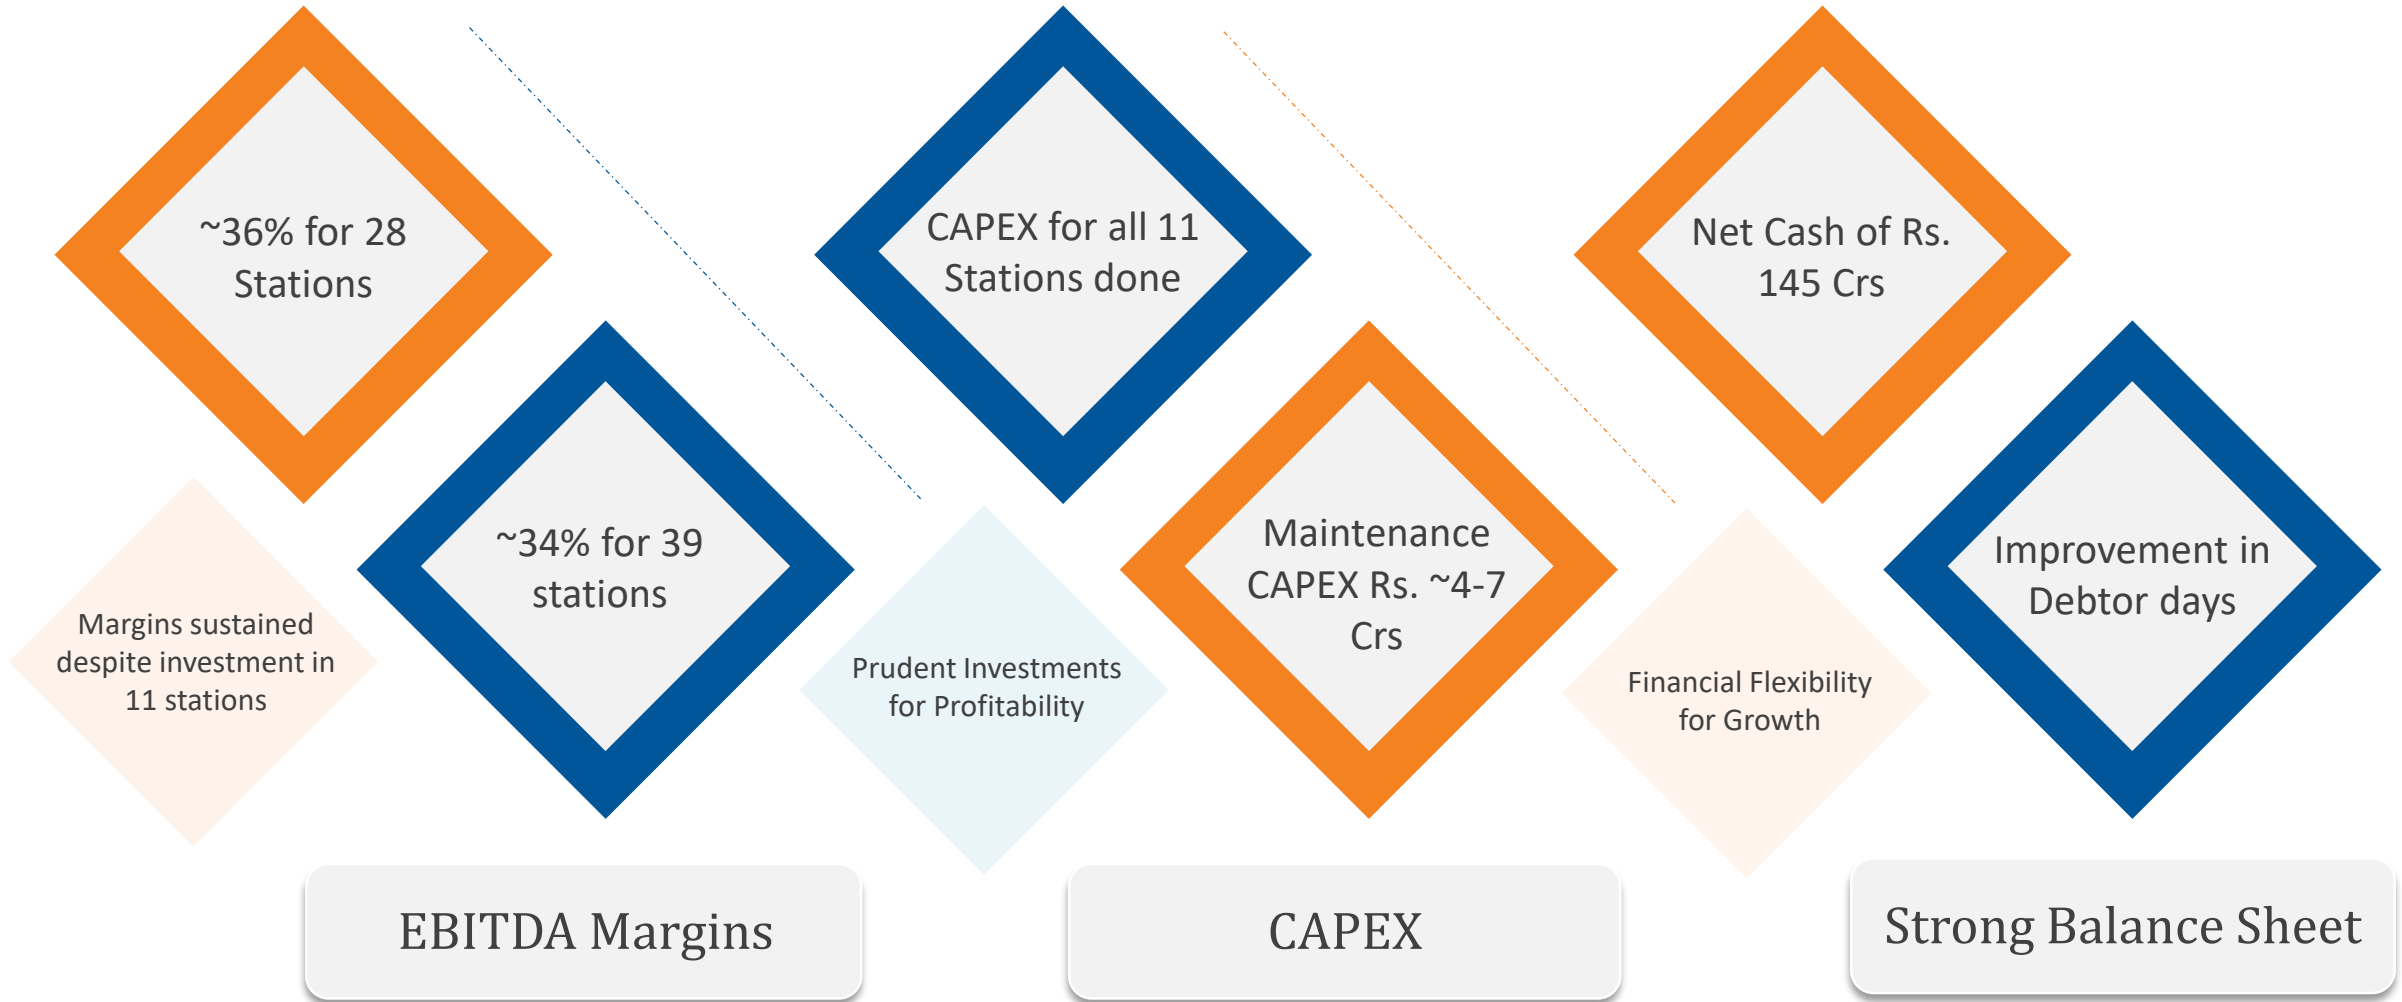 ~36% for 28
Stations
~34% for 39
stations
Margins sustained
despite investment in
11 stations
EBITDA Margins
CAPEX for all 11
Stations done
Maintenance
CAPEX Rs. ~4-7
Crs
Prudent Investments
for Profitability
CAPEX
Net Cash of Rs.
145 Crs
Improvement in
Debtor days
Financial Flexibility
for Growth
Strong Balance Sheet